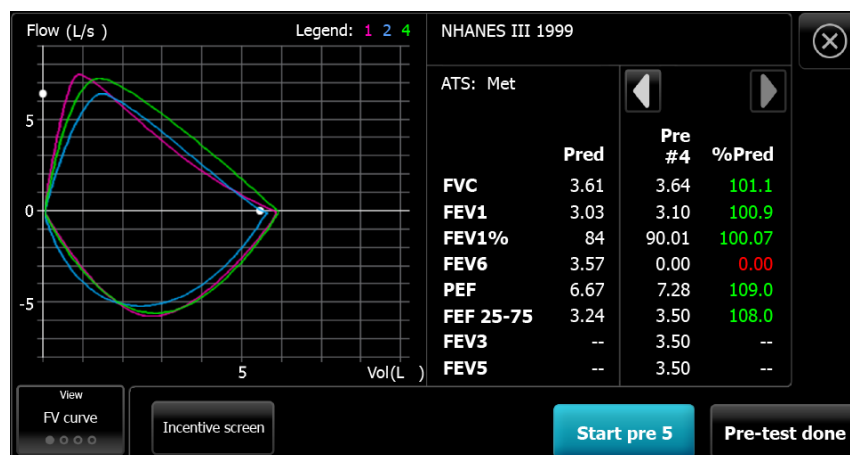 Flow (L/s )
Legend: 1 2 4
5
0
-5
5
Vol(L )
NHANES III 1999
ATS: Met
Pred Pre #4 %Pred
FVC 3.61 3.64 101.1
FEV1 3.03 3.10 100.9
FEV1% 84 90.01 100.07
FEV6 3.57 0.00 0.00
PEF 6.67 7.28 109.0
FEF 25-75 3.24 3.50 108.0
FEV3 -- 3.50 --
FEV5 -- 3.50 --
View
FV curve
Incentive screen
Start pre 5
Pre-test done